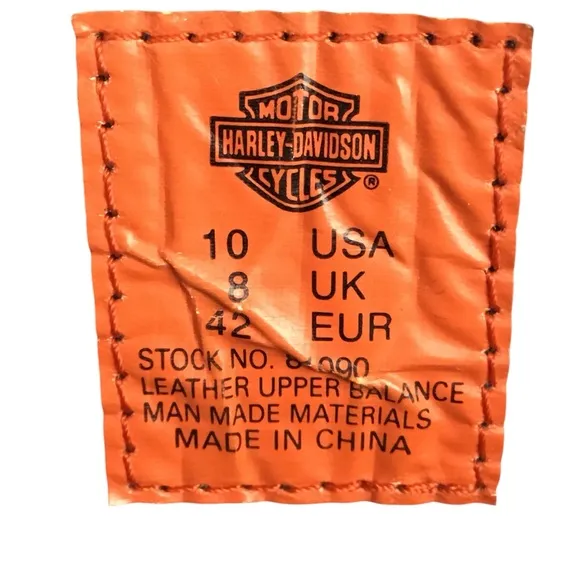 MOTOR
HARLEY-DAVIDSON
CYCLES ®
10 USA
8 UK
42 EUR
STOCK NO.
LEATHER UPPER BALANCE
MAN MADE MATERIALS
MADE IN CHINA